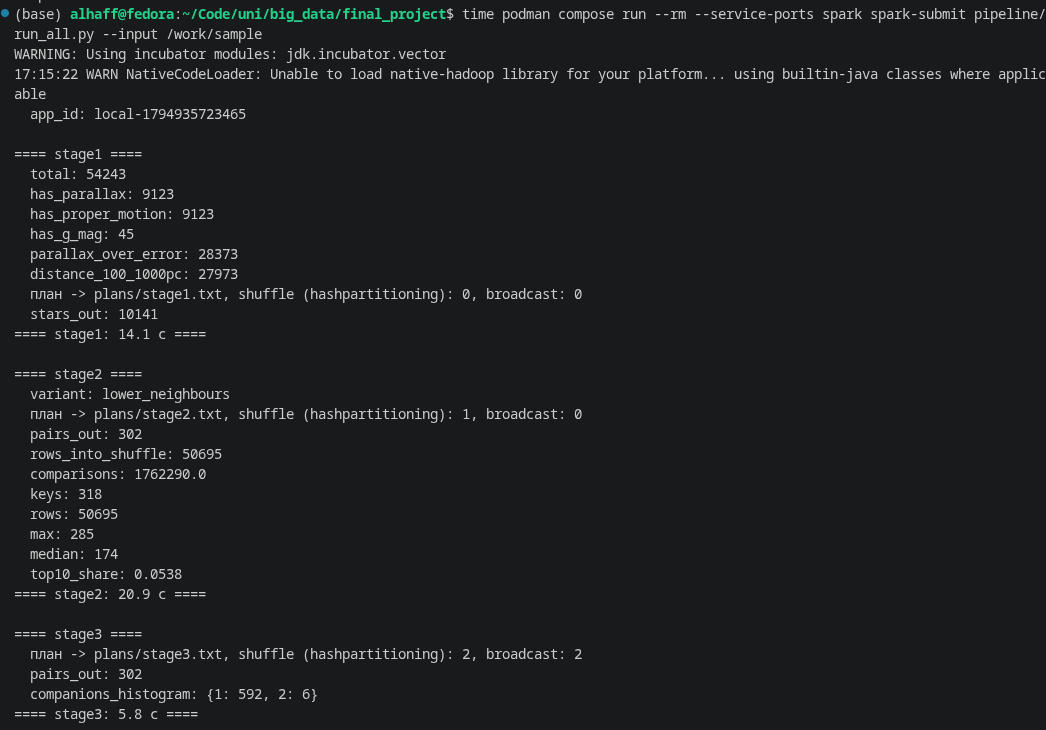 (base) alhaff@fedora:~/Code/uni/big_data/final_project$ time podman compose run --rm --service-ports spark spark-submit pipeline/
run_all.py --input /work/sample
WARNING: Using incubator modules: jdk.incubator.vector
17:15:22 WARN NativeCodeLoader: Unable to load native-hadoop library for your platform... using builtin-java classes where applic
able
  app_id: local-1794935723465

==== stage1 ====
  total: 54243
  has_parallax: 9123
  has_proper_motion: 9123
  has_g_mag: 45
  parallax_over_error: 28373
  distance_100_1000pc: 27973
  план -> plans/stage1.txt, shuffle (hashpartitioning): 0, broadcast: 0
  stars_out: 10141
==== stage1: 14.1 с ====

==== stage2 ====
  variant: lower_neighbours
  план -> plans/stage2.txt, shuffle (hashpartitioning): 1, broadcast: 0
  pairs_out: 302
  rows_into_shuffle: 50695
  comparisons: 1762290.0
  keys: 318
  rows: 50695
  max: 285
  median: 174
  top10_share: 0.0538
==== stage2: 20.9 с ====

==== stage3 ====
  план -> plans/stage3.txt, shuffle (hashpartitioning): 2, broadcast: 2
  pairs_out: 302
  companions_histogram: {1: 592, 2: 6}
==== stage3: 5.8 с ====